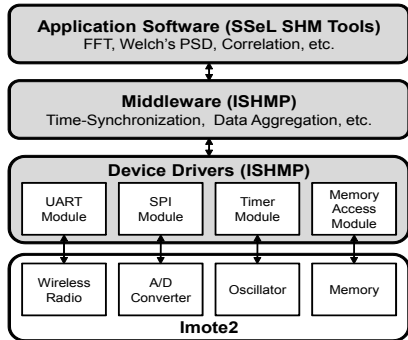 Application Software (SSeL SHM Tools)
FFT, Welch's PSD, Correlation, etc.
Middleware (ISHMP)
Time-Synchronization, Data Aggregation, etc.
Device Drivers (ISHMP)
UART
Module
SPI
Module
Timer
Module
Memory
Access
Module
Wireless
Radio
A/D
Converter
Oscillator
Memory
Imote2